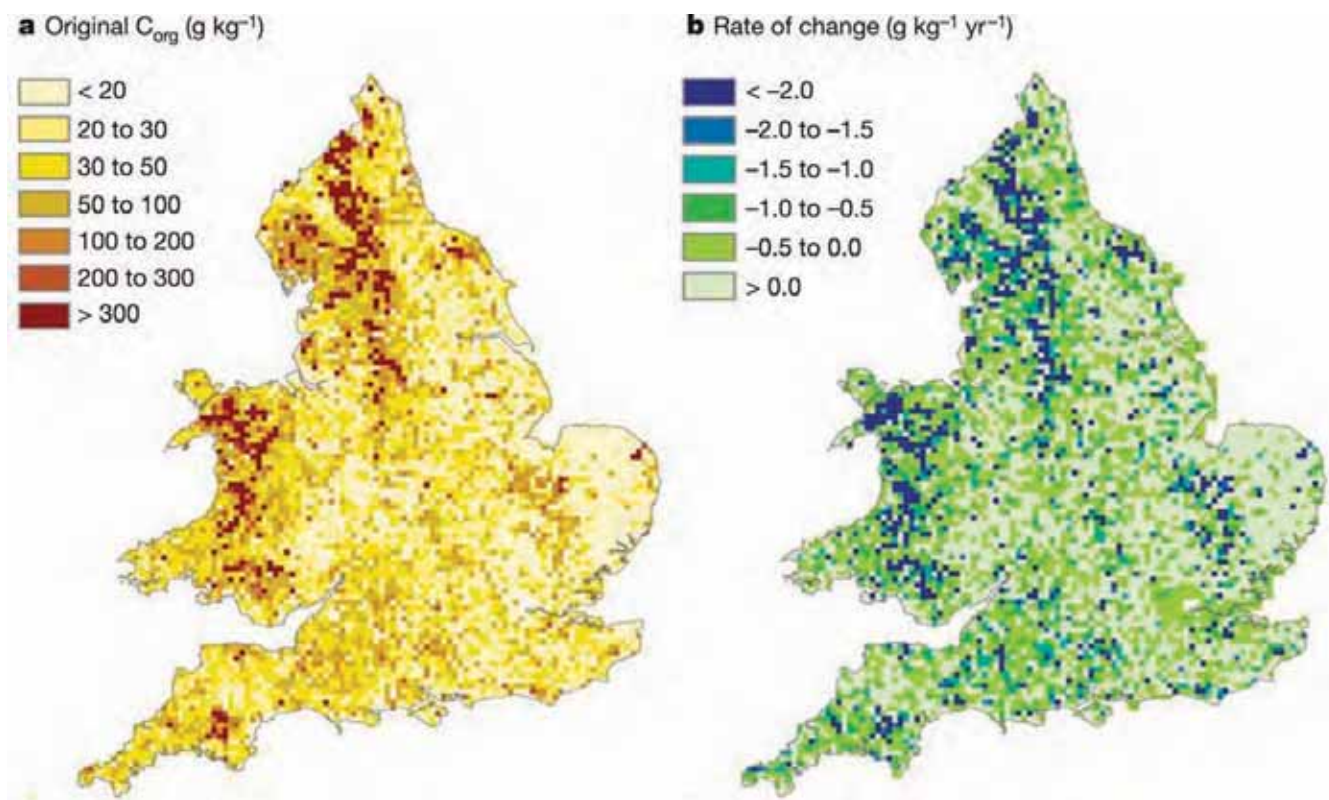 a Original Corg (g kg–1)
< 20
20 to 30
30 to 50
50 to 100
100 to 200
200 to 300
> 300
b Rate of change (g kg–1 yr–1)
< –2.0
–2.0 to –1.5
–1.5 to –1.0
–1.0 to –0.5
–0.5 to 0.0
> 0.0